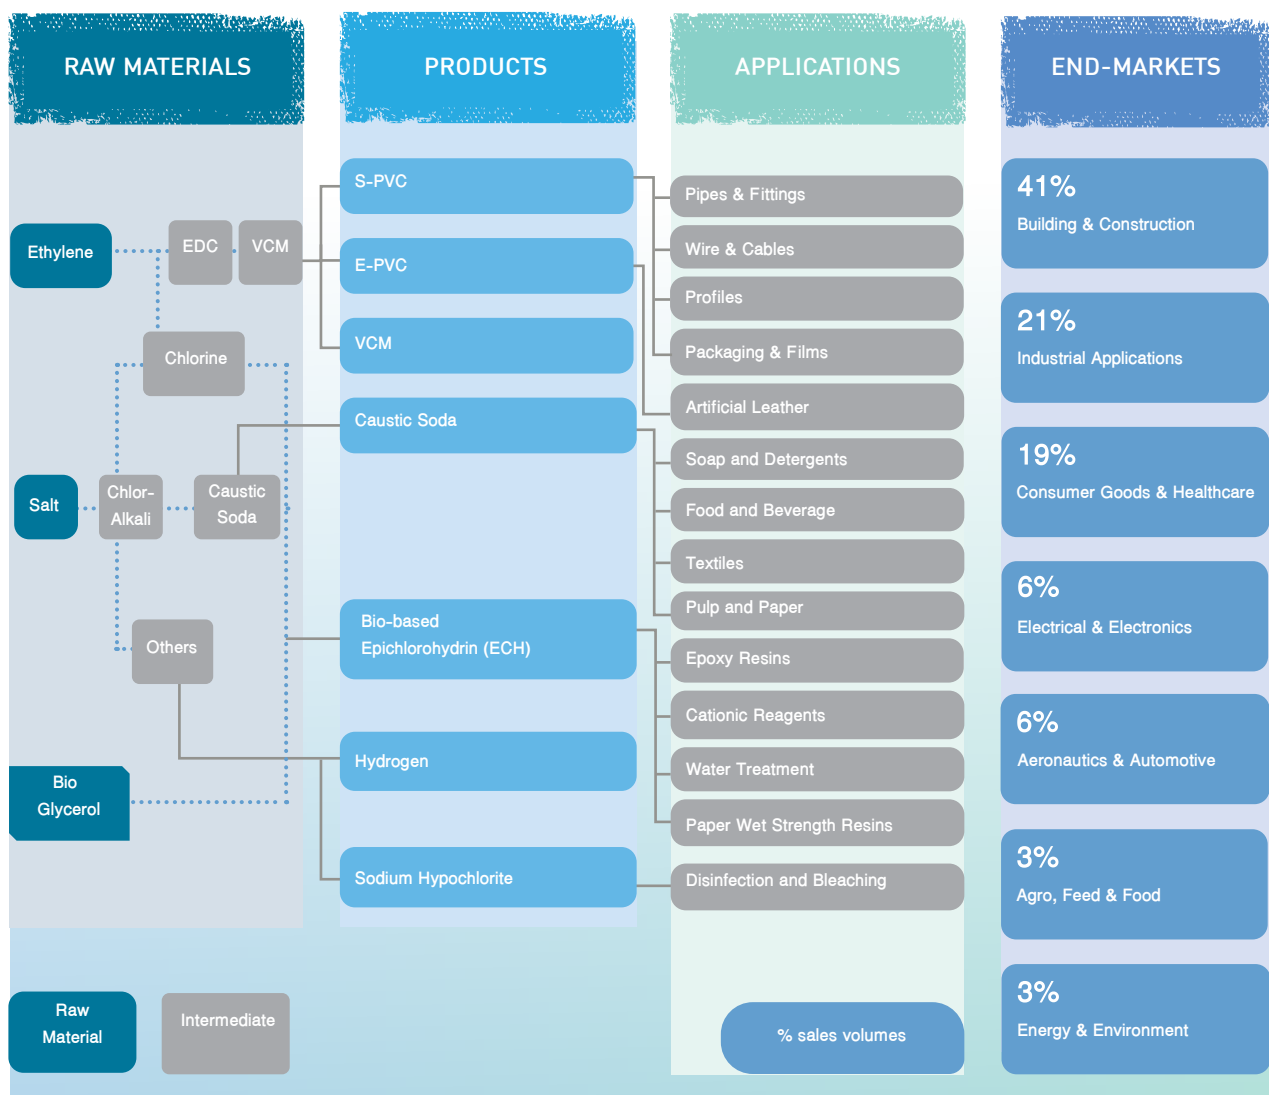 RAW MATERIALS
Ethylene
EDC
VCM
Chlorine
Salt
Chlor-
Alkali
Caustic
Soda
Others
Bio
Glycerol
Raw
Material
Intermediate
PRODUCTS
S-PVC
E-PVC
VCM
Caustic Soda
Bio-based
Epichlorohydrin (ECH)
Hydrogen
Sodium Hypochlorite
APPLICATIONS
Pipes & Fittings
Wire & Cables
Profiles
Packaging & Films
Artificial Leather
Soap and Detergents
Food and Beverage
Textiles
Pulp and Paper
Epoxy Resins
Cationic Reagents
Water Treatment
Paper Wet Strength Resins
Disinfection and Bleaching
% sales volumes
END-MARKETS
41%
Building & Construction
21%
Industrial Applications
19%
Consumer Goods & Healthcare
6%
Electrical & Electronics
6%
Aeronautics & Automotive
3%
Agro, Feed & Food
3%
Energy & Environment